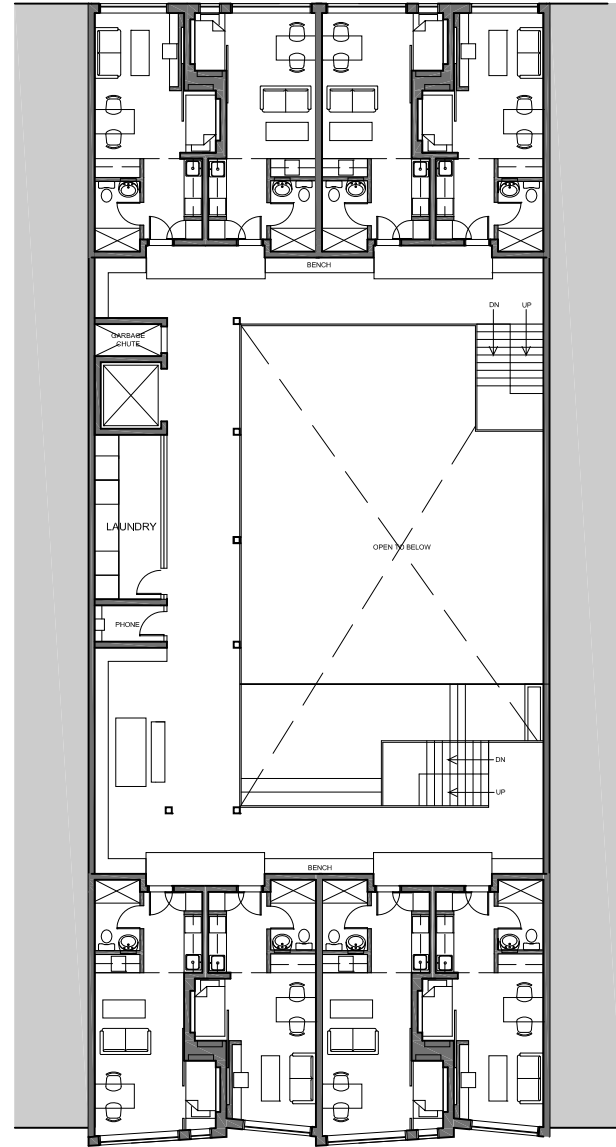 BENCH
DN UP
GARBAGE
CHUTE
LAUNDRY
OPEN TO BELOW
PHONE
DN
UP
BENCH